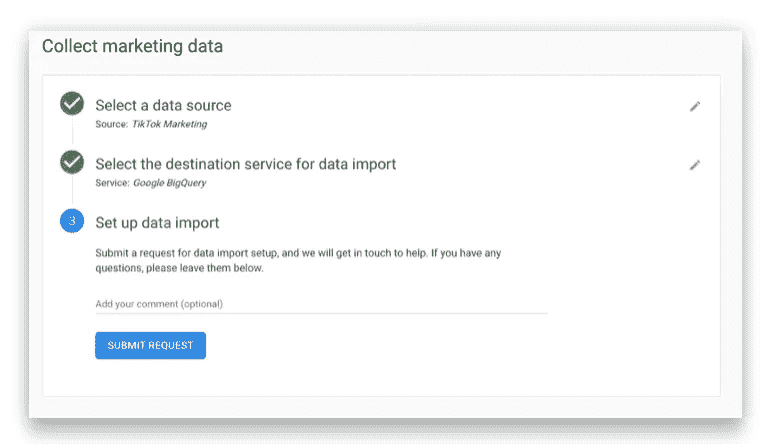 Collect marketing data
Select a data source
Source: TikTok Marketing
Select the destination service for data import
Service: Google BigQuery
3 Set up data import
Submit a request for data import setup, and we will get in touch to help. If you have any
questions, please leave them below.
Add your comment (optional)
SUBMIT REQUEST